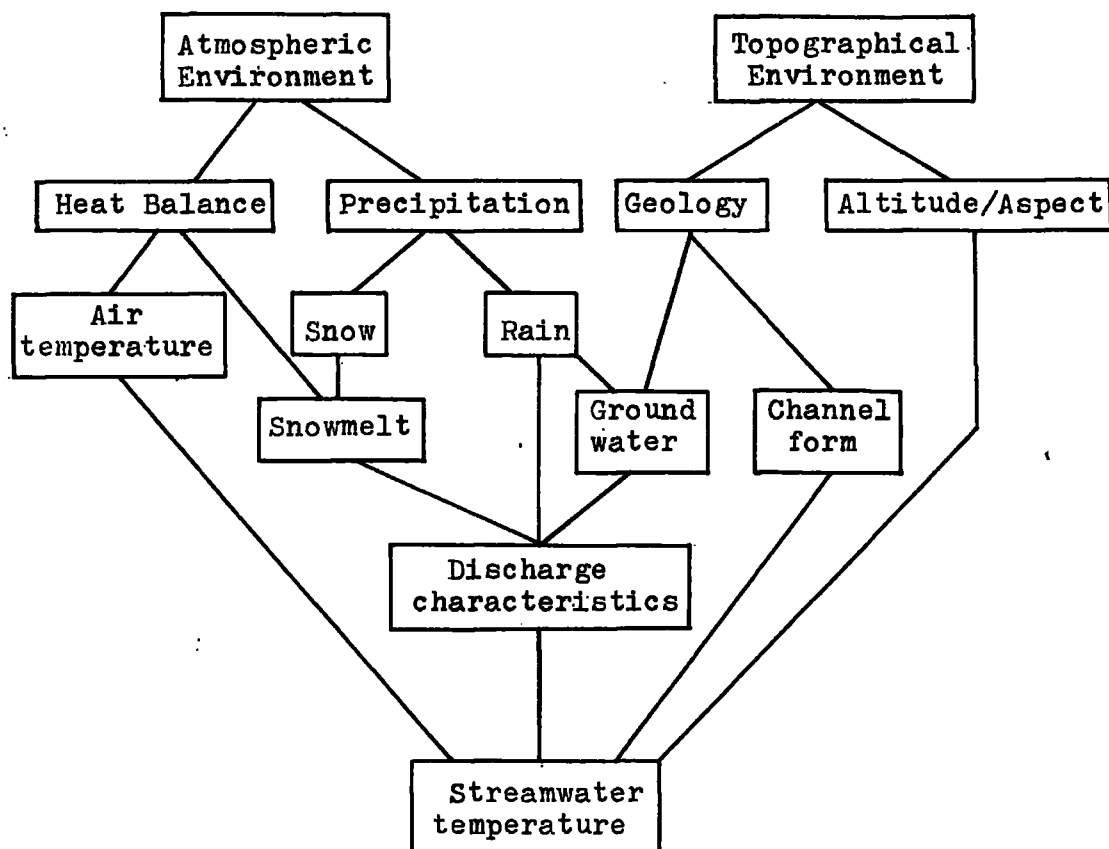 Atmospheric
Environment
Topographical
Environment
Heat Balance
Precipitation
Geology
Altitude/Aspect
Air
temperature
Snow
Rain
Snowmelt
Ground
water
Channel
form
Discharge
characteristics
Streamwater
temperature